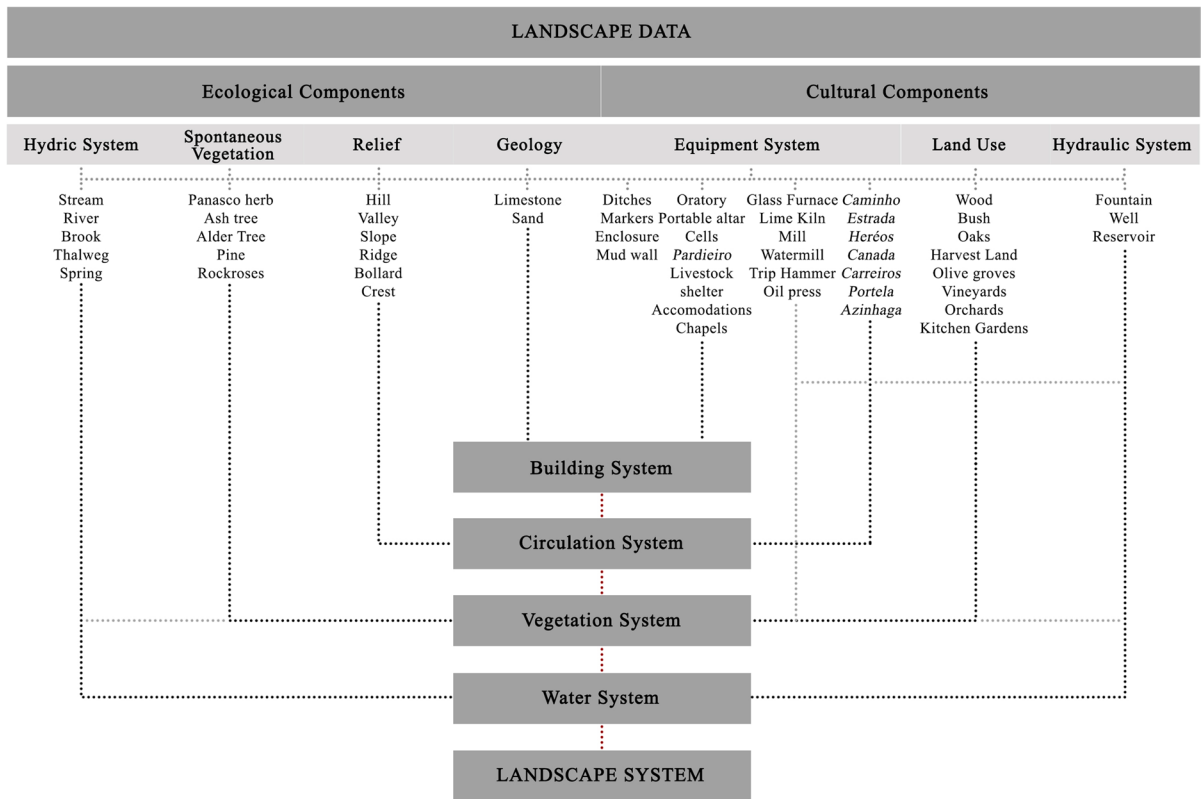 LANDSCAPE DATA
Ecological Components
Cultural Components
Hydric System
Spontaneous
Vegetation
Relief
Geology
Equipment System
Land Use
Hydraulic System
Stream
River
Brook
Thalweg
Spring
Panasco herb
Ash tree
Alder Tree
Pine
Rockroses
Hill
Valley
Slope
Ridge
Bollard
Crest
Limestone
Sand
Ditches
Markers
Enclosure
Mud wall
Oratory
Portable altar
Cells
Pardieiro
Livestock
shelter
Accomodations
Chapels
Glass Furnace
Lime Kiln
Mill
Watermill
Trip Hammer
Oil press
Caminho
Estrada
Heréos
Canada
Carreiros
Portela
Azinhaga
Wood
Bush
Oaks
Harvest Land
Olive groves
Vineyards
Orchards
Kitchen Gardens
Fountain
Well
Reservoir
Building System
Circulation System
Vegetation System
Water System
LANDSCAPE SYSTEM